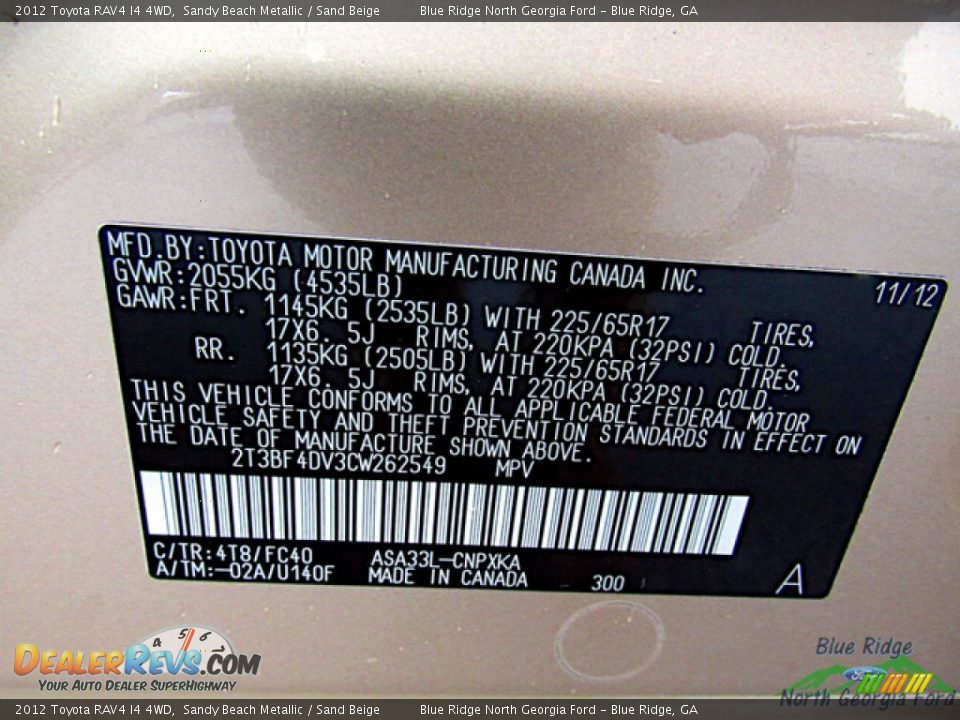 2012 Toyota RAV4 I4 4WD, Sandy Beach Metallic / Sand Beige Blue Ridge North Georgia Ford - Blue Ridge, GA
MFD.BY:TOYOTA MOTOR MANUFACTURING CANADA INC.
11/12
GVWR:2055KG (4535LB)
GAWR:FRT. 1145KG (2535LB) WITH 225/65R17 TIRES,
17X6. 5J RIMS, AT 220KPA (32PSI) COLD.
RR. 1135KG (2505LB) WITH 225/65R17 TIRES,
17X6. 5J RIMS, AT 220KPA (32PSI) COLD.
THIS VEHICLE CONFORMS TO ALL APPLICABLE FEDERAL MOTOR
VEHICLE SAFETY AND THEFT PREVENTION STANDARDS IN EFFECT ON
THE DATE OF MANUFACTURE SHOWN ABOVE.
2T3BF4DV3CW262549 MPV
C/TR:4T8/FC40 ASA33L-CNPXKA
A/TM:-02A/U140F MADE IN CANADA 300 A
4 5 6
DEALERREVS.COM
YOUR AUTO DEALER SUPERHIGHWAY
Blue Ridge
Ford
North Georgia Ford
2012 Toyota RAV4 I4 4WD, Sandy Beach Metallic / Sand Beige Blue Ridge North Georgia Ford - Blue Ridge, GA